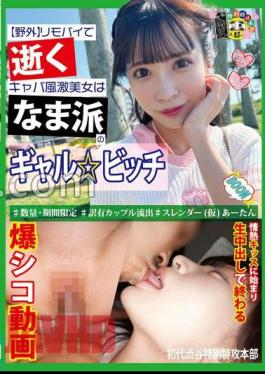 【野外】リモバイで
逝く
キャバ風激美女は
なま派の
ギャル☆ビッチ
#数量・期間限定 #訳有カップル流出 #スレンダー(仮)あーたん
爆シコ動画
情熱キッスに始まり
生中出しで終わる
初代渋谷特別特攻本部